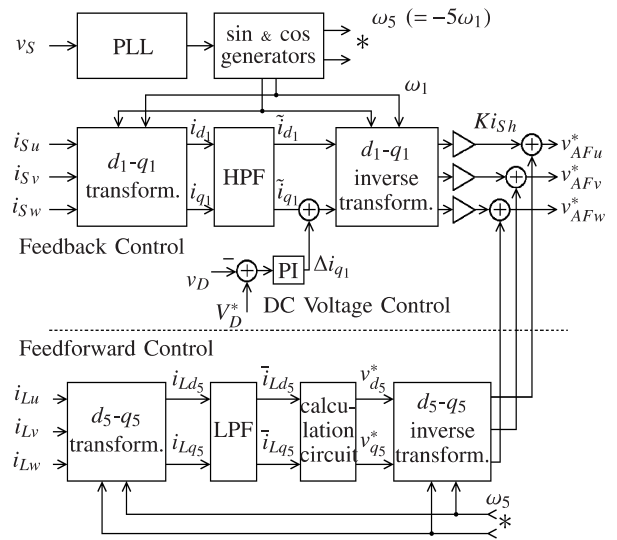 v_S PLL sin & cos generators ω_5 (= −5ω_1)
*
ω_1
i_Su i_d1 ĩ_d1 Ki_Sh v*_AFu
i_Sv d_1-q_1 transform. HPF d_1-q_1 inverse transform. v*_AFv
i_Sw i_q1 ĩ_q1 v*_AFw
Feedback Control
v_D − PI Δi_q1
V*_D DC Voltage Control
Feedforward Control
i_Lu i_Ld5 ī_Ld5 v*_d5
i_Lv d_5-q_5 transform. LPF calcu-lation circuit d_5-q_5 inverse transform.
i_Lw i_Lq5 ī_Lq5 v*_q5
ω_5
*